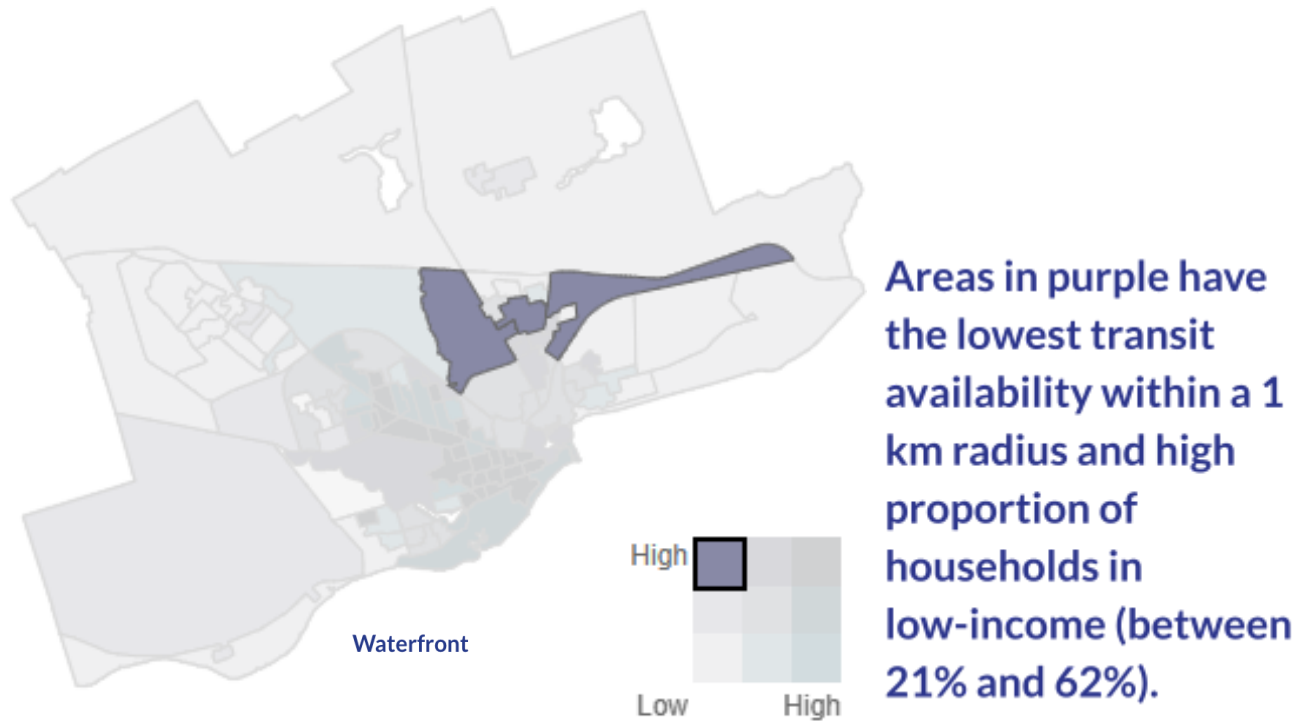 Areas in purple have
the lowest transit
availability within a 1
km radius and high
proportion of
households in
low-income (between
21% and 62%).
High
Waterfront
Low
High